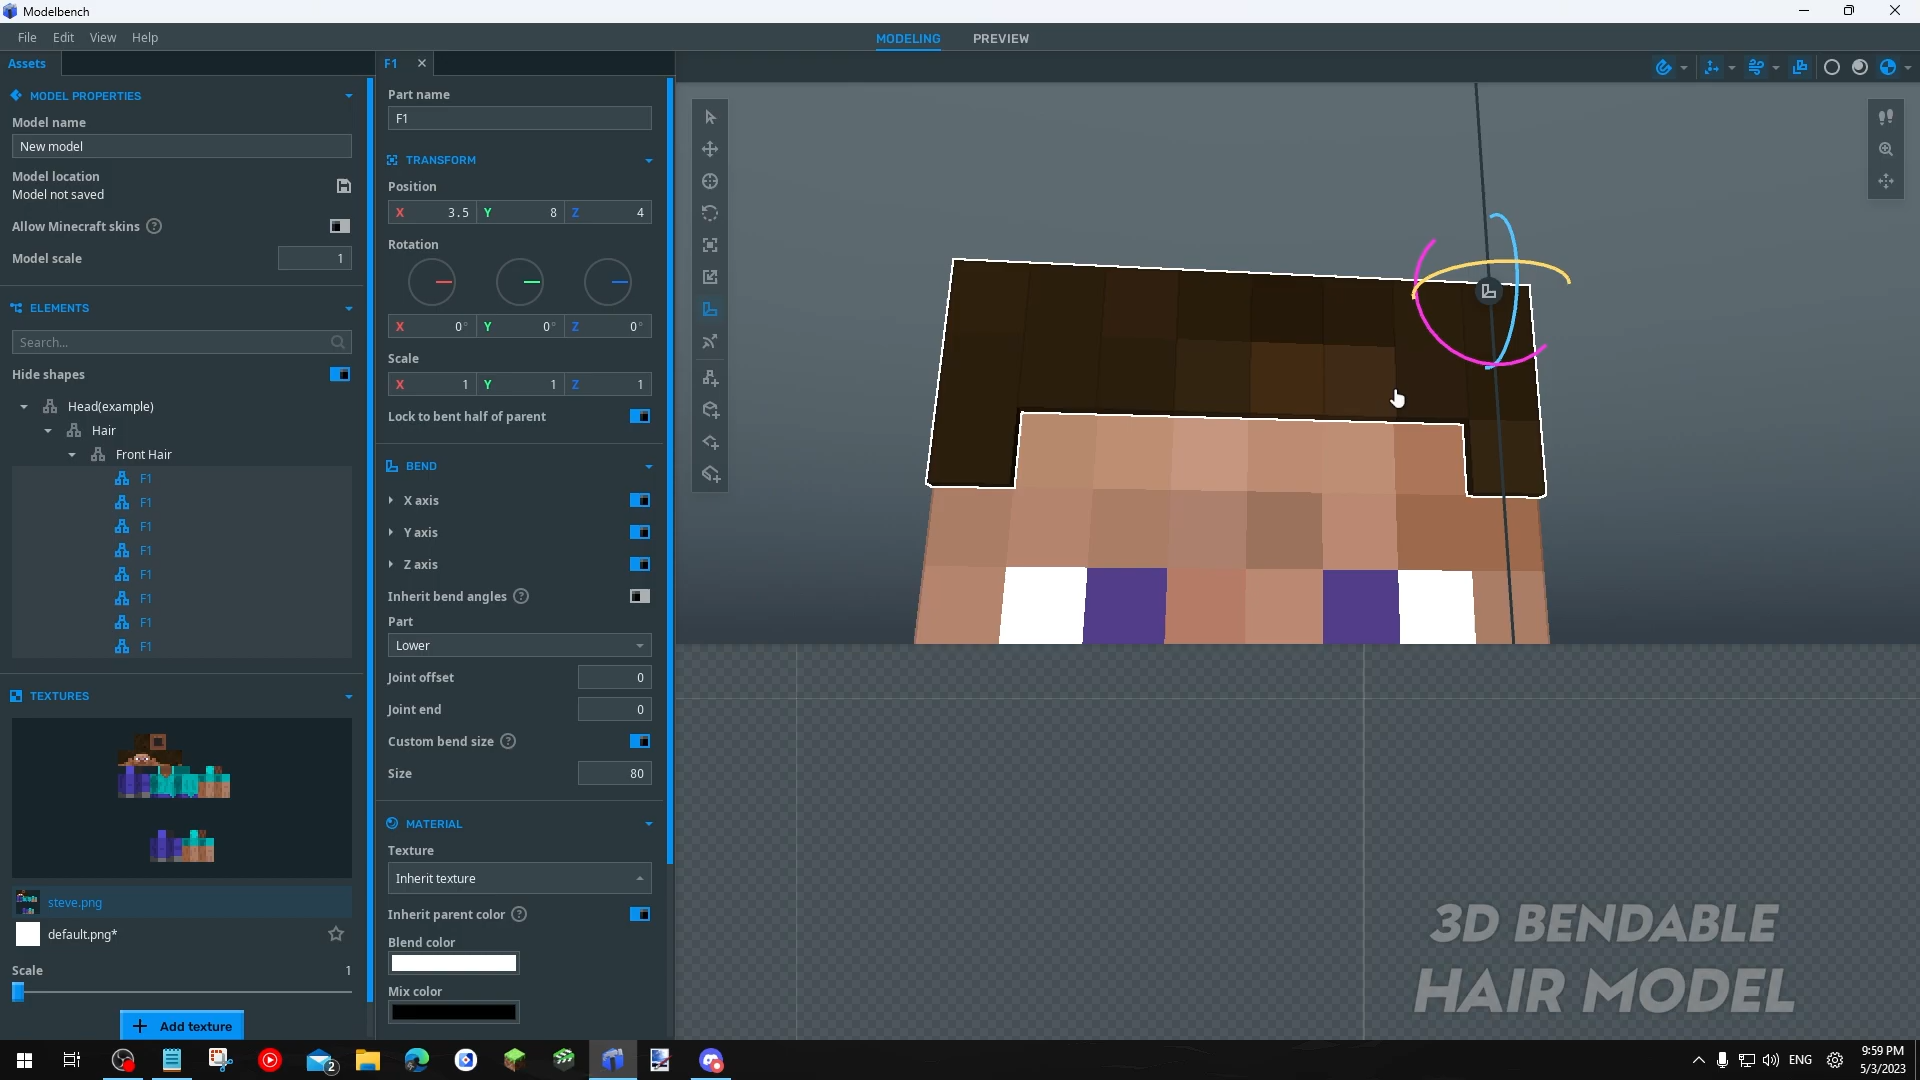 Modelbench
File Edit View Help
MODELING PREVIEW
Assets
F1
MODEL PROPERTIES
Model name
New model
Model location
Model not saved
Allow Minecraft skins ?
Model scale 1
ELEMENTS
Search...
Hide shapes
Head(example)
Hair
Front Hair
F1
F1
F1
F1
F1
F1
F1
F1
TEXTURES
steve.png
default.png*
Scale 1
+ Add texture
Part name
F1
TRANSFORM
Position
X 3.5 Y 8 Z 4
Rotation
X 0° Y 0° Z 0°
Scale
X 1 Y 1 Z 1
Lock to bent half of parent
BEND
X axis
Y axis
Z axis
Inherit bend angles ?
Part
Lower
Joint offset 0
Joint end 0
Custom bend size ?
Size 80
MATERIAL
Texture
Inherit texture
Inherit parent color ?
Blend color
Mix color
3D BENDABLE
HAIR MODEL
2
ENG
9:59 PM
5/3/2023